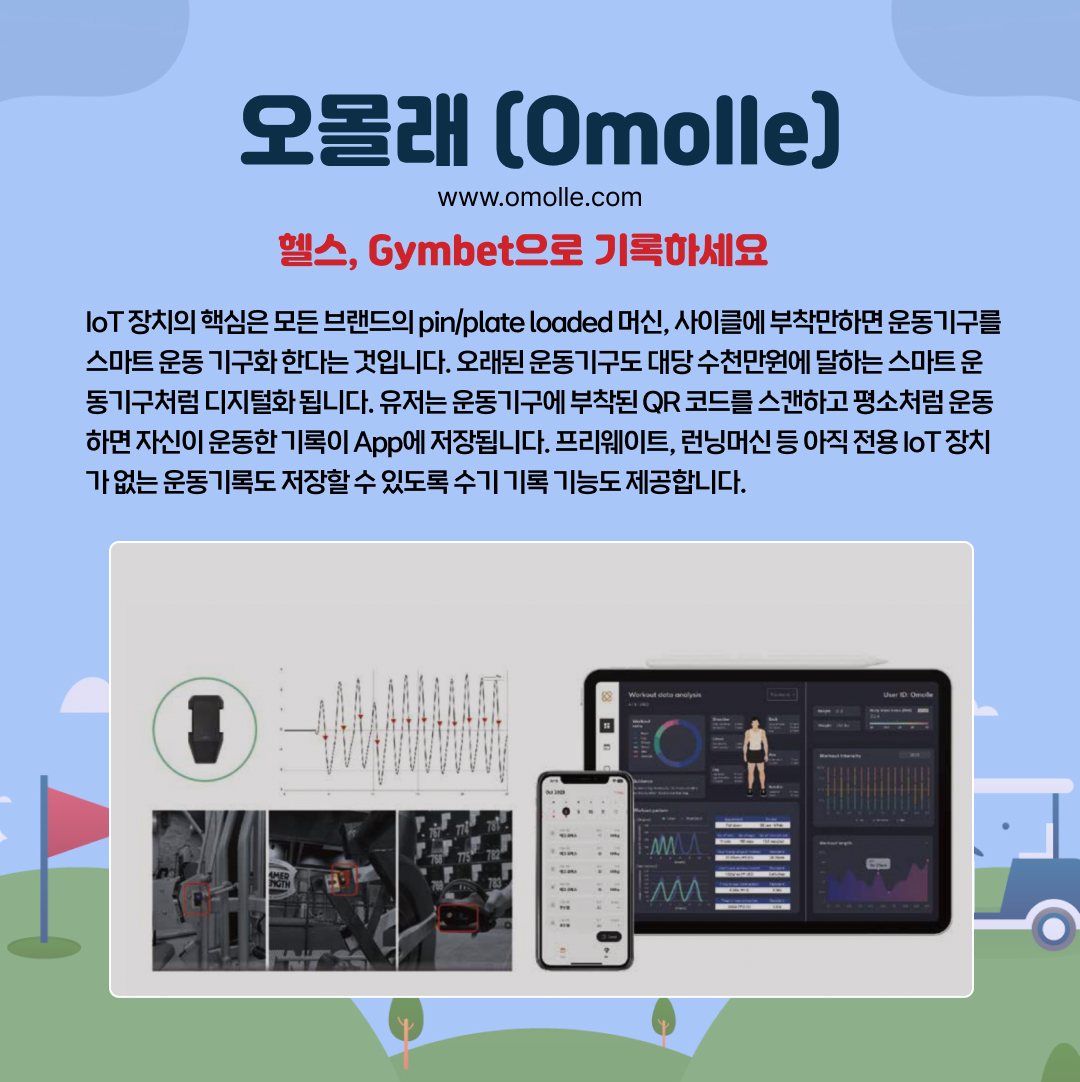 오몰래 (Omolle)
www.omolle.com
헬스, Gymbet으로 기록하세요
IoT 장치의 핵심은 모든 브랜드의 pin/plate loaded 머신, 사이클에 부착만하면 운동기구를
스마트 운동 기구화 한다는 것입니다. 오래된 운동기구도 대당 수천만원에 달하는 스마트 운
동기구처럼 디지털화 됩니다. 유저는 운동기구에 부착된 QR 코드를 스캔하고 평소처럼 운동
하면 자신이 운동한 기록이 App에 저장됩니다. 프리웨이트, 런닝머신 등 아직 전용 IoT 장치
가 없는 운동기록도 저장할 수 있도록 수기 기록 기능도 제공합니다.
Workout data analysis
User ID: Omolle
Workout intensity
Workout pattern
Workout length
Oct 2020